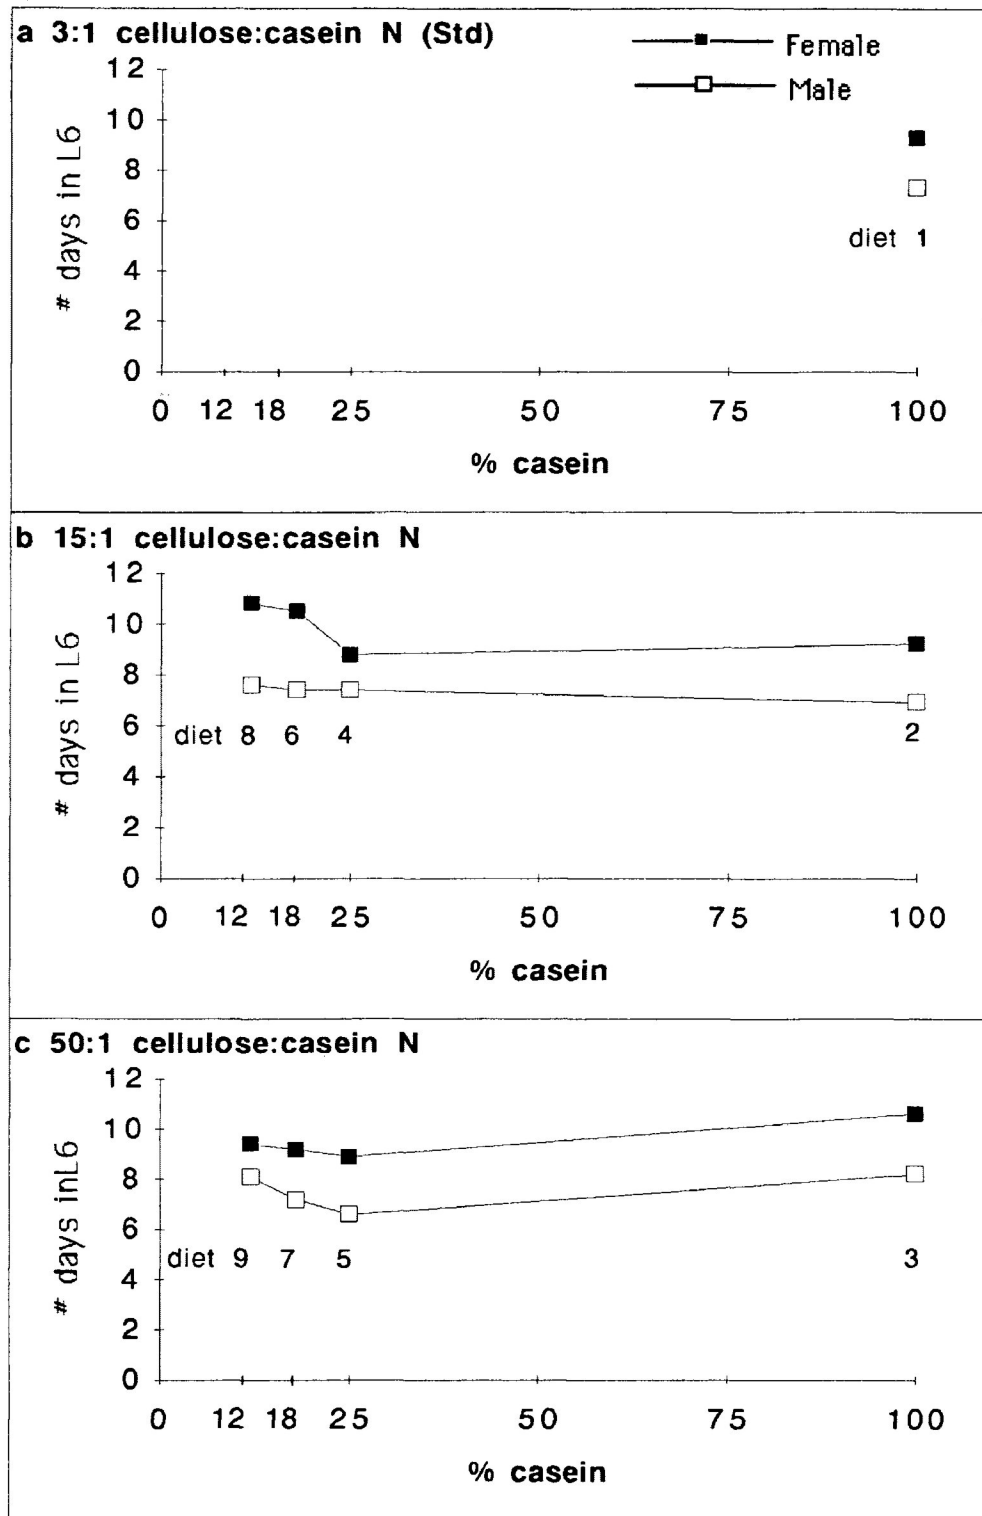 a 3:1 cellulose:casein N (Std)
Female
Male
# days in L6
12
10
8
6
4
2
0
diet 1
0 12 18 25 50 75 100
% casein
b 15:1 cellulose:casein N
# days in L6
12
10
8
6
4
2
0
diet 8 6 4 2
0 12 18 25 50 75 100
% casein
c 50:1 cellulose:casein N
# days inL6
12
10
8
6
4
2
0
diet 9 7 5 3
0 12 18 25 50 75 100
% casein